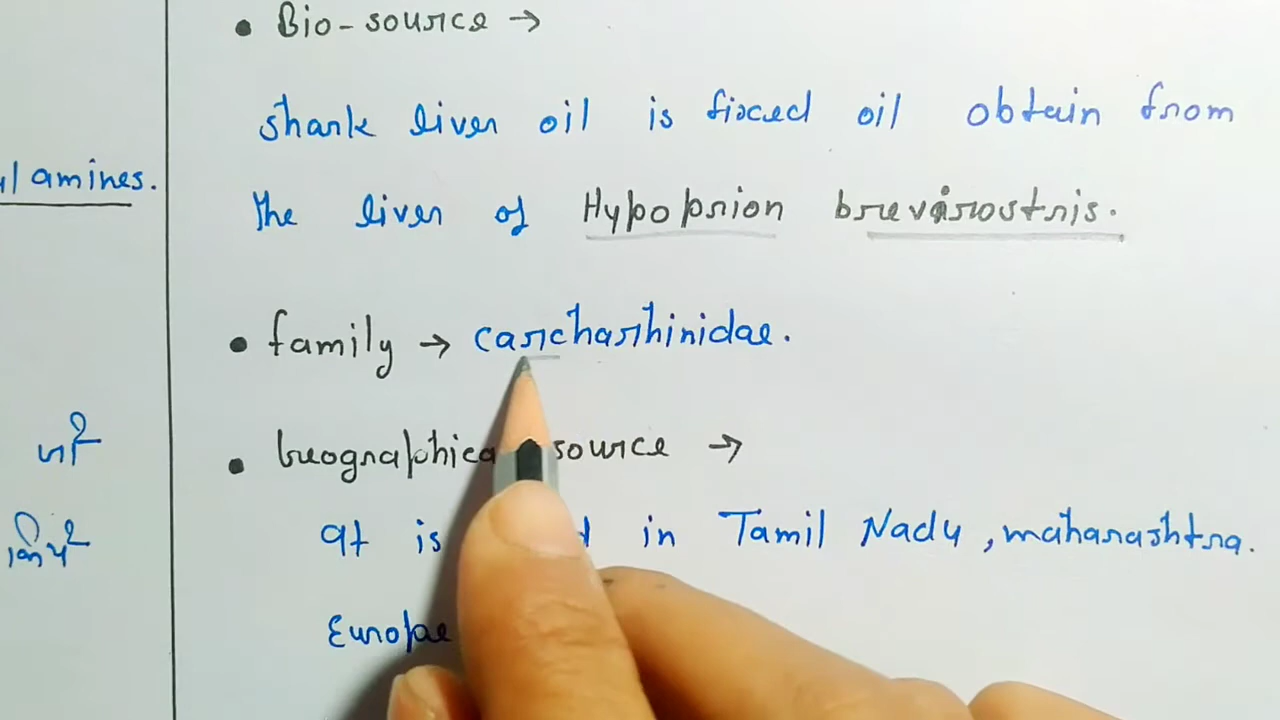 • Bio-source →
shark liver oil is fixed oil obtain from
amines.
the liver of Hypoprion brevirostris.
• family → carcharhinidae.
• Geographica source →
It is in Tamil Nadu, maharashtra.
Europe